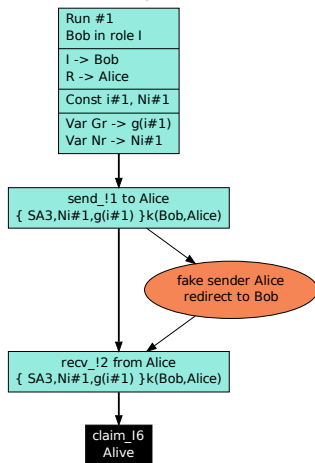 Run #1
Bob in role I
I -> Bob
R -> Alice
Const i#1, Ni#1
Var Gr -> g(i#1)
Var Nr -> Ni#1
send_!1 to Alice
{ SA3,Ni#1,g(i#1) }k(Bob,Alice)
fake sender Alice
redirect to Bob
recv_!2 from Alice
{ SA3,Ni#1,g(i#1) }k(Bob,Alice)
claim_I6
Alive